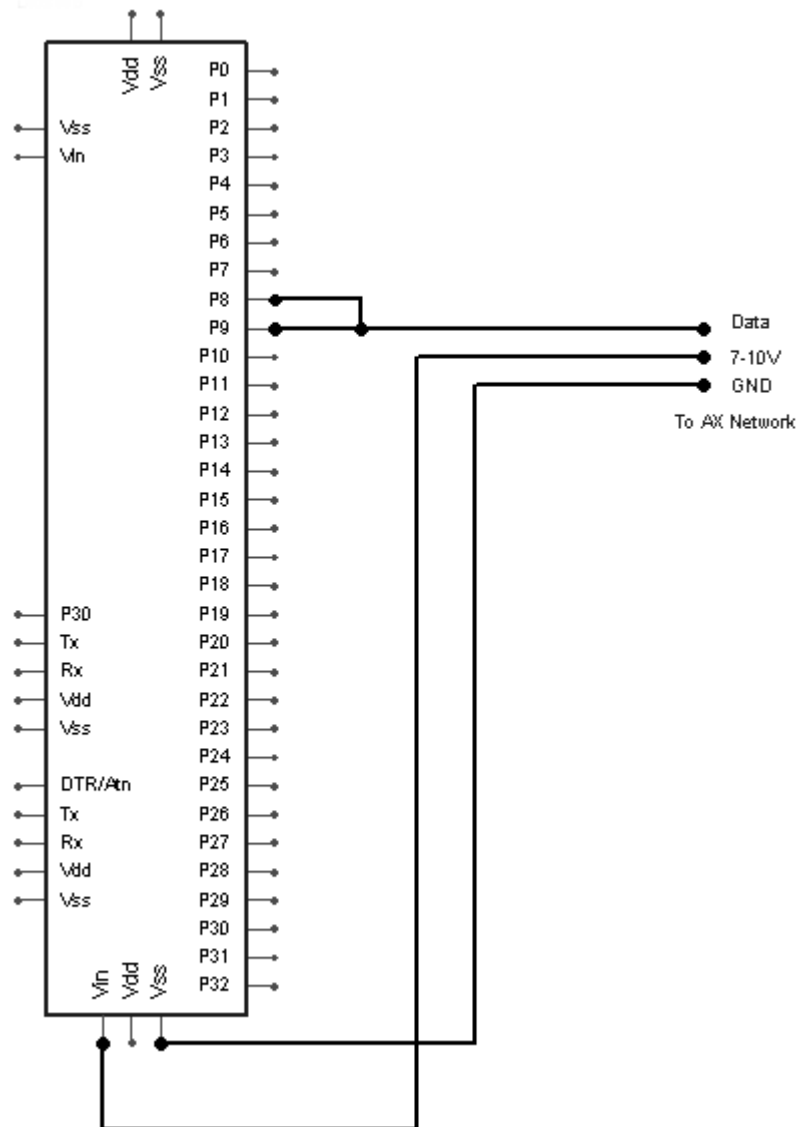 Vdd
Vss
Vss
Vin
P30
Tx
Rx
Vdd
Vss
DTR/Atn
Tx
Rx
Vdd
Vss
Vin
Vdd
Vss
P0
P1
P2
P3
P4
P5
P6
P7
P8
P9
P10
P11
P12
P13
P14
P15
P16
P17
P18
P19
P20
P21
P22
P23
P24
P25
P26
P27
P28
P29
P30
P31
P32
Data
7-10V
GND
To AX Network